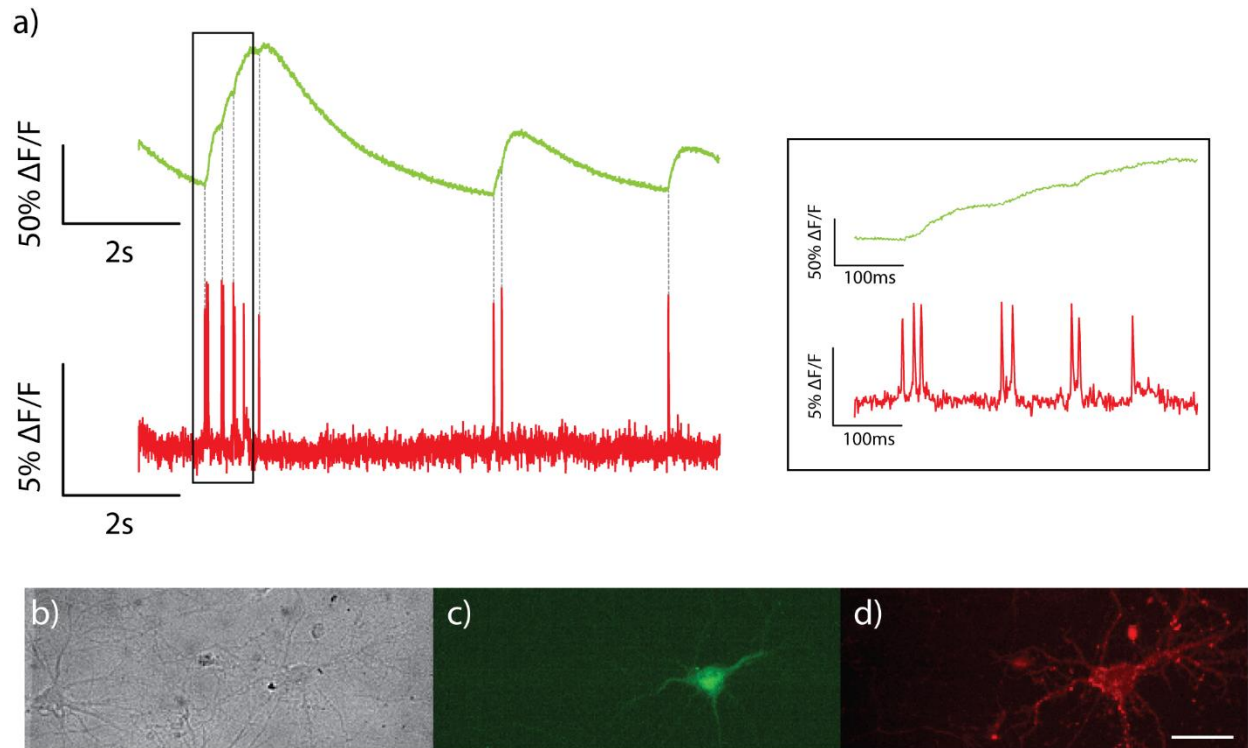 a)
50% ΔF/F
2s
5% ΔF/F
2s
50% ΔF/F
100ms
5% ΔF/F
100ms
b)
c)
d)